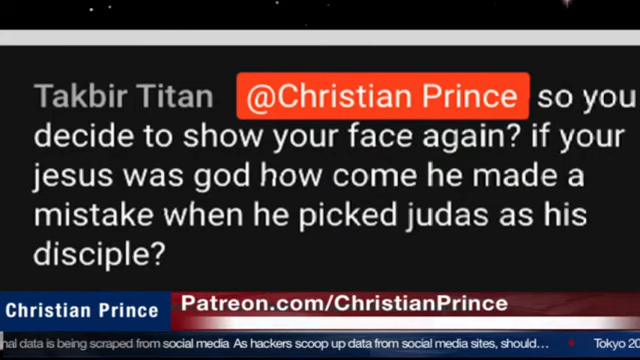 Takbir Titan @Christian Prince so you
decide to show your face again? if your
jesus was god how come he made a
mistake when he picked judas as his
disciple?
Christian Prince Patreon.com/ChristianPrince
nal data is being scraped from social media As hackers scoop up data from social media sites, should... Tokyo 20